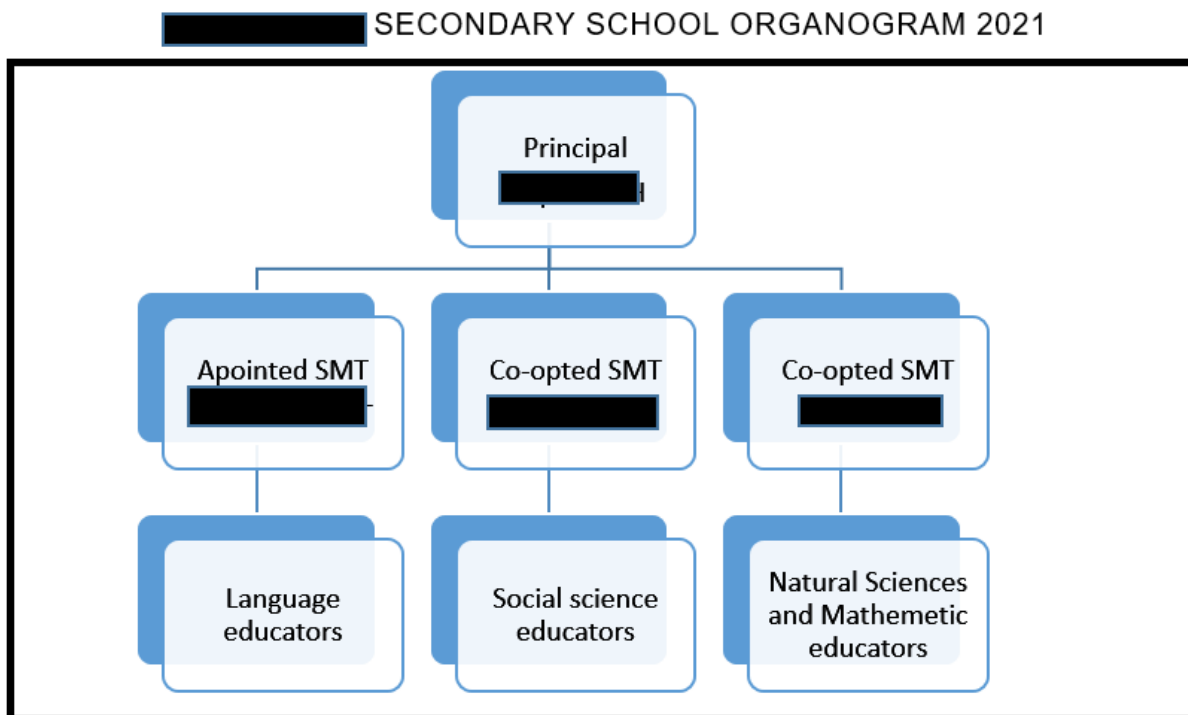 SECONDARY SCHOOL ORGANOGRAM 2021
Principal
Apointed SMT
Co-opted SMT
Co-opted SMT
Language
educators
Social science
educators
Natural Sciences
and Mathemetic
educators